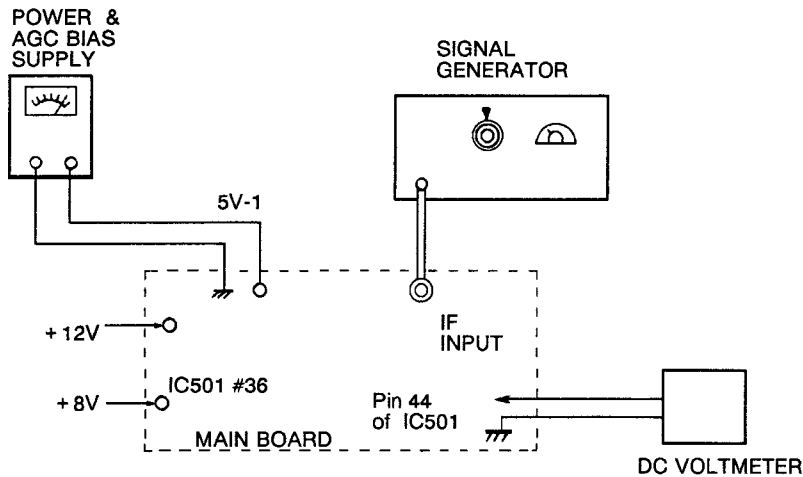 POWER &
AGC BIAS
SUPPLY
SIGNAL
GENERATOR
5V-1
+12V
IF
INPUT
+8V
IC501 #36
Pin 44
of IC501
MAIN BOARD
DC VOLTMETER